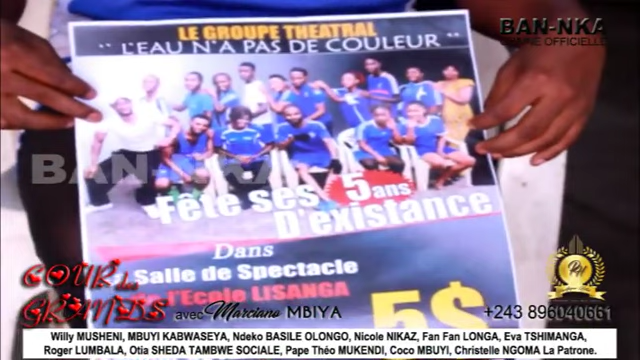 LE GROUPE THEATRAL
" L'EAU N'A PAS DE COULEUR "
BAN-NKA
CHAINE OFFICIELLE
BAN-NKA
Fête ses 5 ans
D'existance
Dans
Salle de Spectacle
de l'Ecole LISANGA
5$
COUR des GRANDS
avec Marciano MBIYA
+243 896040661
Willy MUSHENI, MBUYI KABWASEYA, Ndeko BASILE OLONGO, Nicole NIKAZ, Fan Fan LONGA, Eva TSHIMANGA,
Roger LUMBALA, Otia SHEDA TAMBWE SOCIALE, Pape Théo MUKENDI, Coco MBUYI, Christelle NGOMA La Patrone.